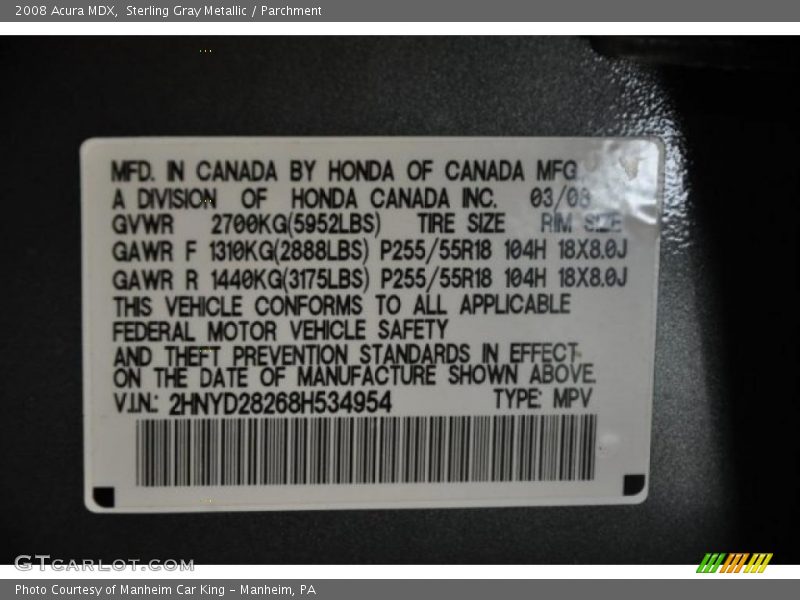 2008 Acura MDX, Sterling Gray Metallic / Parchment
MFD. IN CANADA BY HONDA OF CANADA MFG.
A DIVISION OF HONDA CANADA INC. 03/08
GVWR 2700KG(5952LBS) TIRE SIZE RIM SIZE
GAWR F 1310KG(2888LBS) P255/55R18 104H 18X8.0J
GAWR R 1440KG(3175LBS) P255/55R18 104H 18X8.0J
THIS VEHICLE CONFORMS TO ALL APPLICABLE
FEDERAL MOTOR VEHICLE SAFETY
AND THEFT PREVENTION STANDARDS IN EFFECT
ON THE DATE OF MANUFACTURE SHOWN ABOVE.
V.I.N.: 2HNYD28268H534954 TYPE: MPV
GTCARLOT.COM
Photo Courtesy of Manheim Car King - Manheim, PA